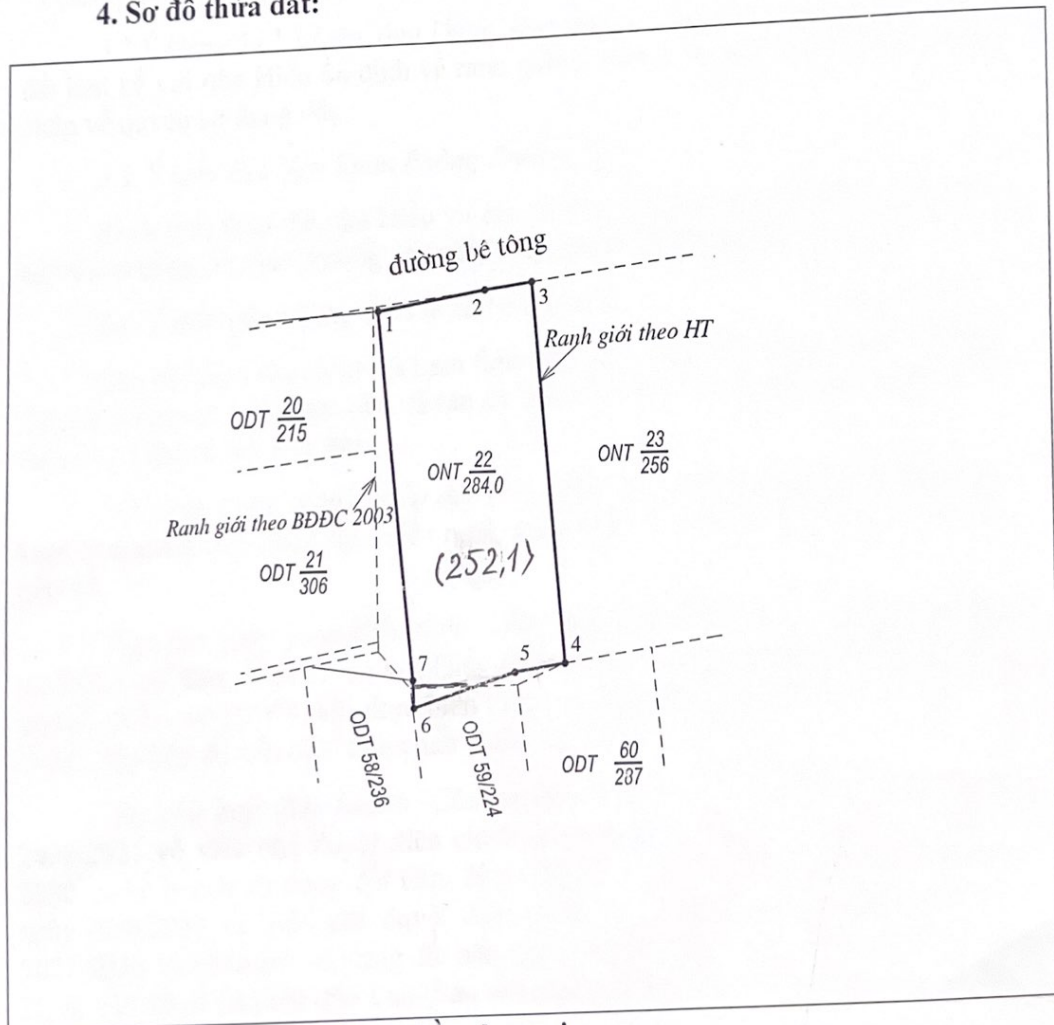 4. Sơ đồ thửa đất:
đường bé tông
1
2
3
Ranh giới theo HT
ODT 20/215
ONT 22/284.0
ONT 23/256
Ranh giới theo BĐĐC 2003
(252,1)
ODT 21/306
7
5
4
6
ODT 58/236
ODT 59/224
ODT 60/287